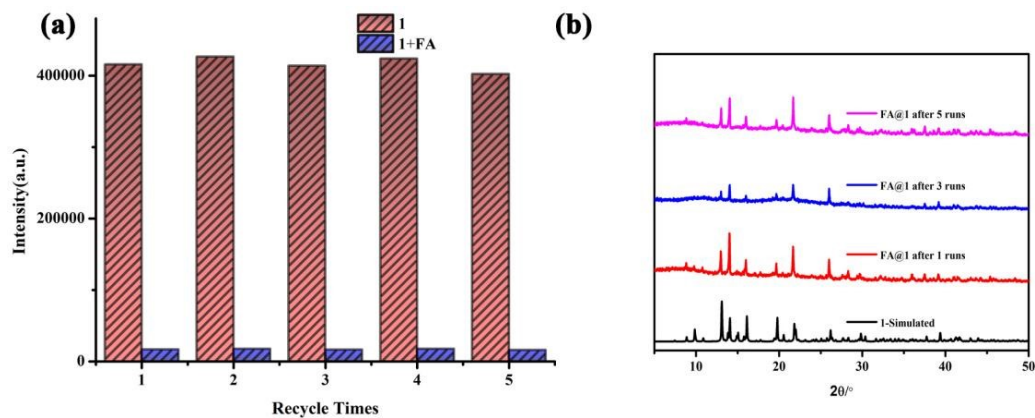 (a)
1
1+FA
400000
200000
0
Intensity(a.u.)
1 2 3 4 5
Recycle Times
(b)
FA@1 after 5 runs
FA@1 after 3 runs
FA@1 after 1 runs
1-Simulated
10 20 30 40 50
2θ/°